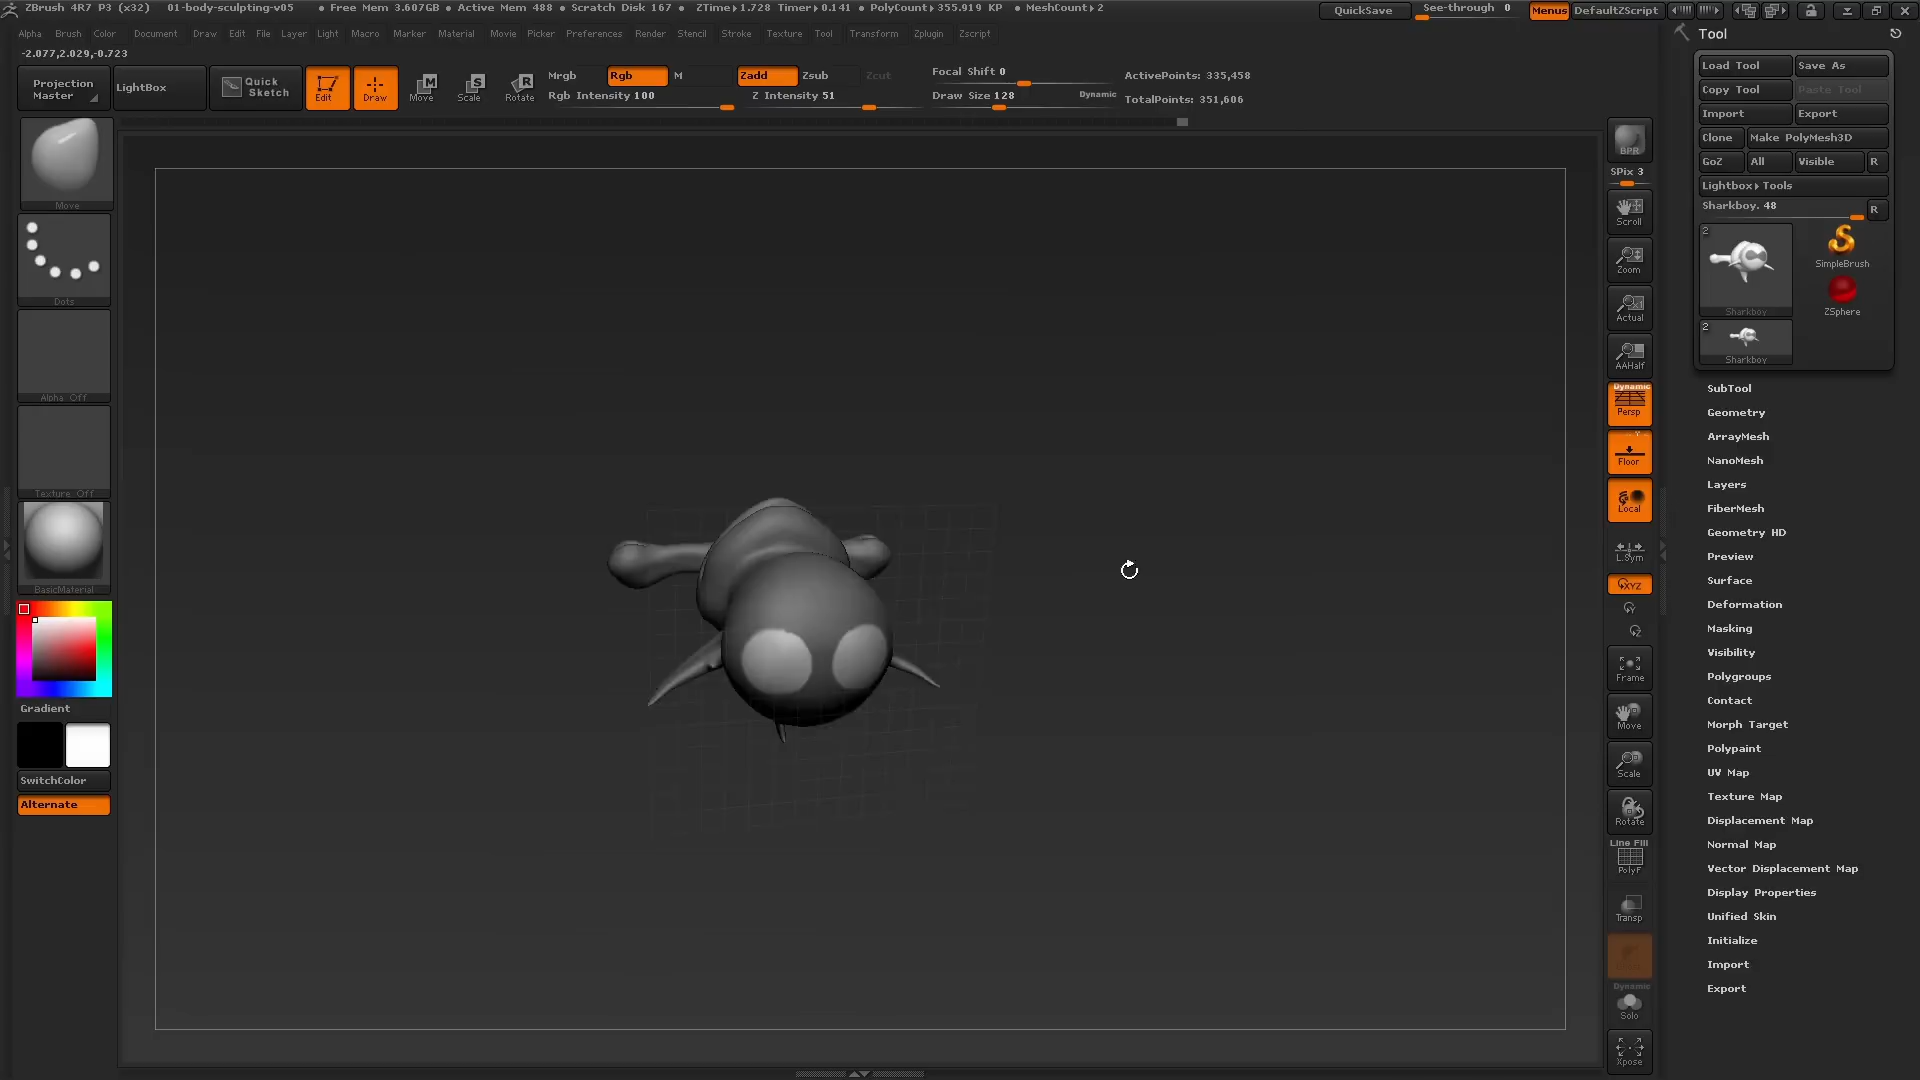 ZBrush 4R7 P3 (x32) 01-body-sculpting-v05 • Free Mem 3.607GB • Active Mem 488 • Scratch Disk 167 • ZTime▸1.728 Timer▸0.141 • PolyCount▸355.919 KP • MeshCount▸2 QuickSave See-through 0 Menus DefaultZScript
Alpha Brush Color Document Draw Edit File Layer Light Macro Marker Material Movie Picker Preferences Render Stencil Stroke Texture Tool Transform Zplugin Zscript
-2.077,2.029,-0.723
Projection Master
LightBox
Quick Sketch
Edit
Draw
Move
Scale
Rotate
Mrgb Rgb M
Rgb Intensity 100
Zadd Zsub Zcut
Z Intensity 51
Focal Shift 0
Draw Size 128 Dynamic
ActivePoints: 335,458
TotalPoints: 351,606
Move
Dots
Alpha Off
Texture Off
BasicMaterial
Gradient
SwitchColor
Alternate
BPR
SPix 3
Scroll
Zoom
Actual
AAHalf
Dynamic
Persp
Floor
Local
L.Sym
XYZ
Y
Z
Frame
Move
Scale
Rotate
Line Fill
PolyF
Transp
Dynamic
Solo
Xpose
Tool
Load Tool Save As
Copy Tool Paste Tool
Import Export
Clone Make PolyMesh3D
GoZ All Visible R
Lightbox▸Tools
Sharkboy. 48 R
2
Sharkboy
SimpleBrush
ZSphere
2
Sharkboy
SubTool
Geometry
ArrayMesh
NanoMesh
Layers
FiberMesh
Geometry HD
Preview
Surface
Deformation
Masking
Visibility
Polygroups
Contact
Morph Target
Polypaint
UV Map
Texture Map
Displacement Map
Normal Map
Vector Displacement Map
Display Properties
Unified Skin
Initialize
Import
Export